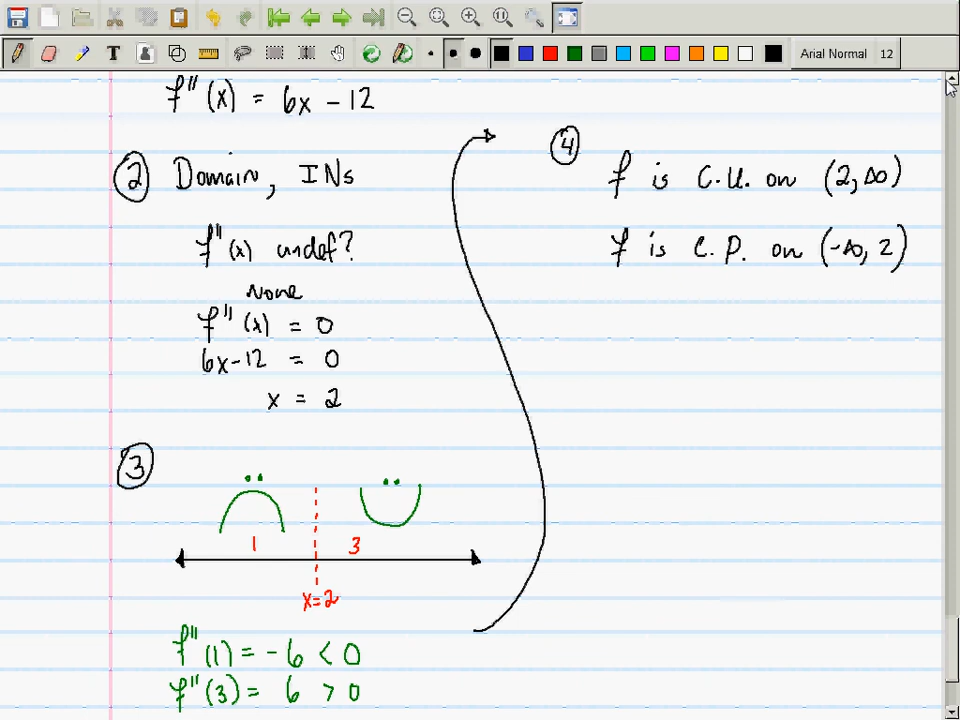 Arial Normal 12
f''(x) = 6x - 12
② Domain, INs
f''(x) undef?
None
f''(x) = 0
6x - 12 = 0
x = 2
③
1 3
x=2
f''(1) = -6 < 0
f''(3) = 6 > 0
④
f is C.U. on (2, ∞)
f is C.P. on (-∞, 2)